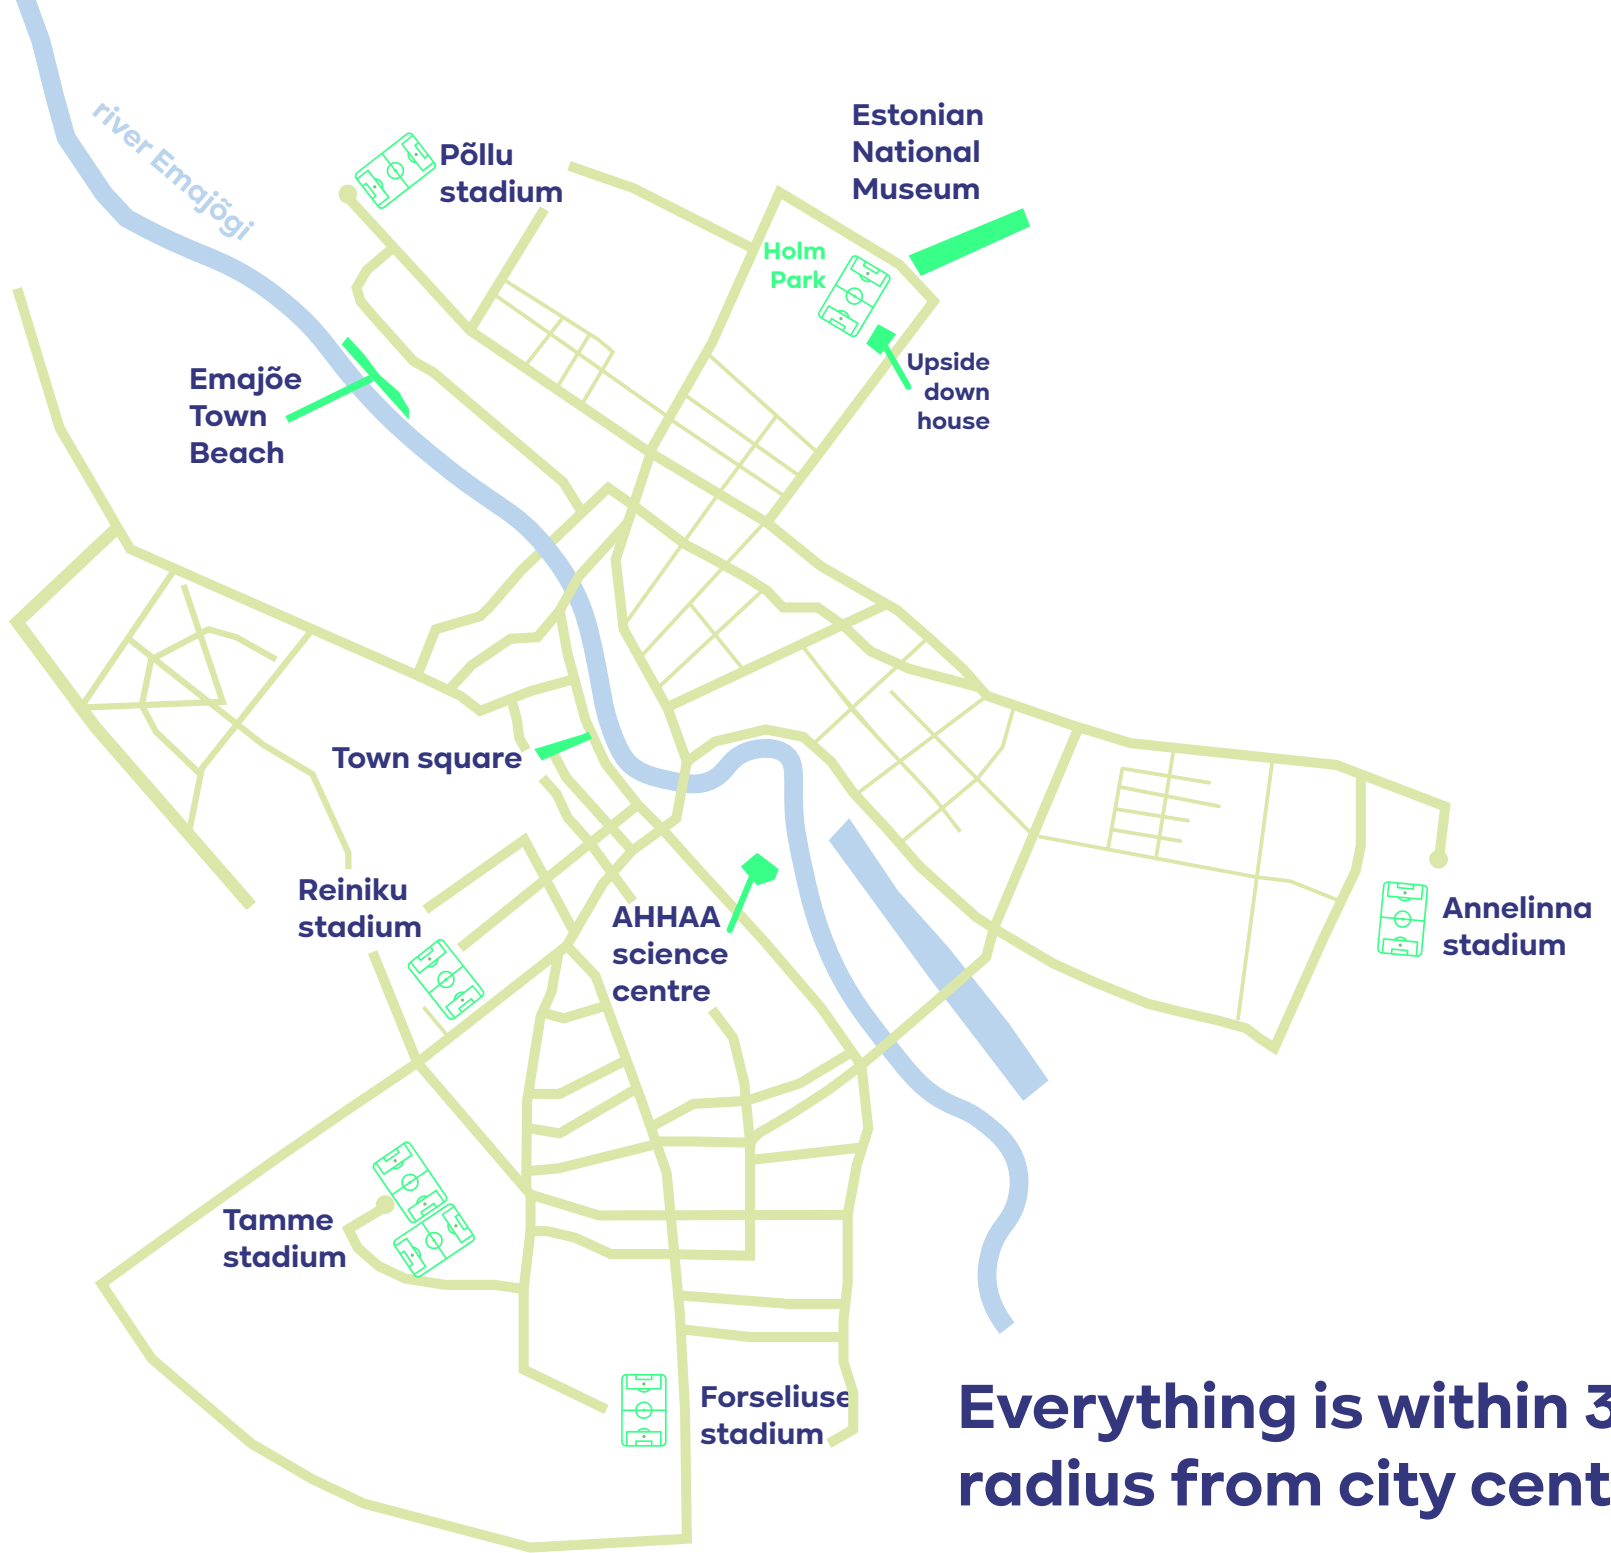 river Emajõgi
Põllu
stadium
Estonian
National
Museum
Holm
Park
Upside
down
house
Emajõe
Town
Beach
Town square
Reiniku
stadium
AHHAA
science
centre
Annelinna
stadium
Tamme
stadium
Forseliuse
stadium
Everything is within 3
radius from city cent